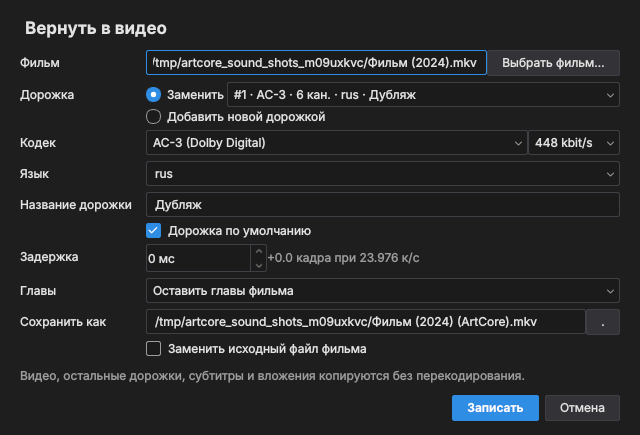 Вернуть в видео
Фильм /tmp/artcore_sound_shots_m09uxkvc/Фильм (2024).mkv Выбрать фильм...
Дорожка Заменить #1 · AC-3 · 6 кан. · rus · Дубляж
Добавить новой дорожкой
Кодек AC-3 (Dolby Digital) 448 kbit/s
Язык rus
Название дорожки Дубляж
Дорожка по умолчанию
Задержка 0 мс +0.0 кадра при 23.976 к/с
Главы Оставить главы фильма
Сохранить как /tmp/artcore_sound_shots_m09uxkvc/Фильм (2024) (ArtCore).mkv .
Заменить исходный файл фильма
Видео, остальные дорожки, субтитры и вложения копируются без перекодирования.
Записать Отмена